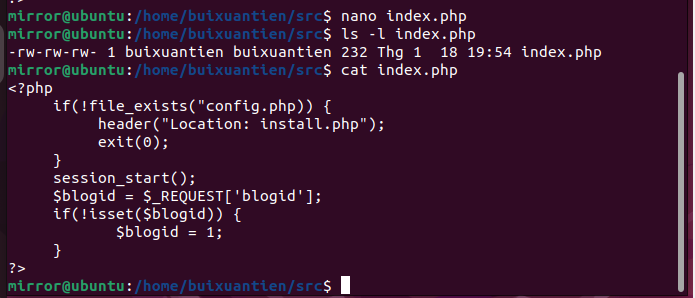 mirror@ubuntu:/home/buixuantien/src$ nano index.php
mirror@ubuntu:/home/buixuantien/src$ ls -l index.php
-rw-rw-rw- 1 buixuantien buixuantien 232 Thg 1  18 19:54 index.php
mirror@ubuntu:/home/buixuantien/src$ cat index.php
<?php
     if(!file_exists("config.php)) {
          header("Location: install.php");
          exit(0);
     }
     session_start();
     $blogid = $_REQUEST['blogid'];
     if(!isset($blogid)) {
            $blogid = 1;
     }
?>
mirror@ubuntu:/home/buixuantien/src$